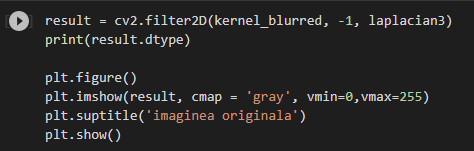 result = cv2.filter2D(kernel_blurred, -1, laplacian3)
print(result.dtype)
plt.figure()
plt.imshow(result, cmap = 'gray', vmin=0,vmax=255)
plt.suptitle('imaginea originala')
plt.show()